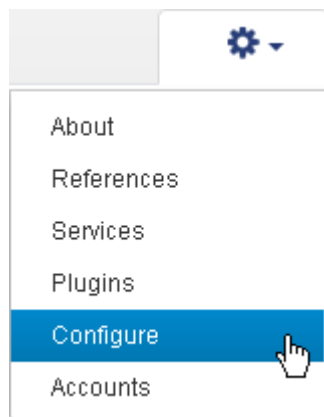 About
References
Services
Plugins
Configure
Accounts